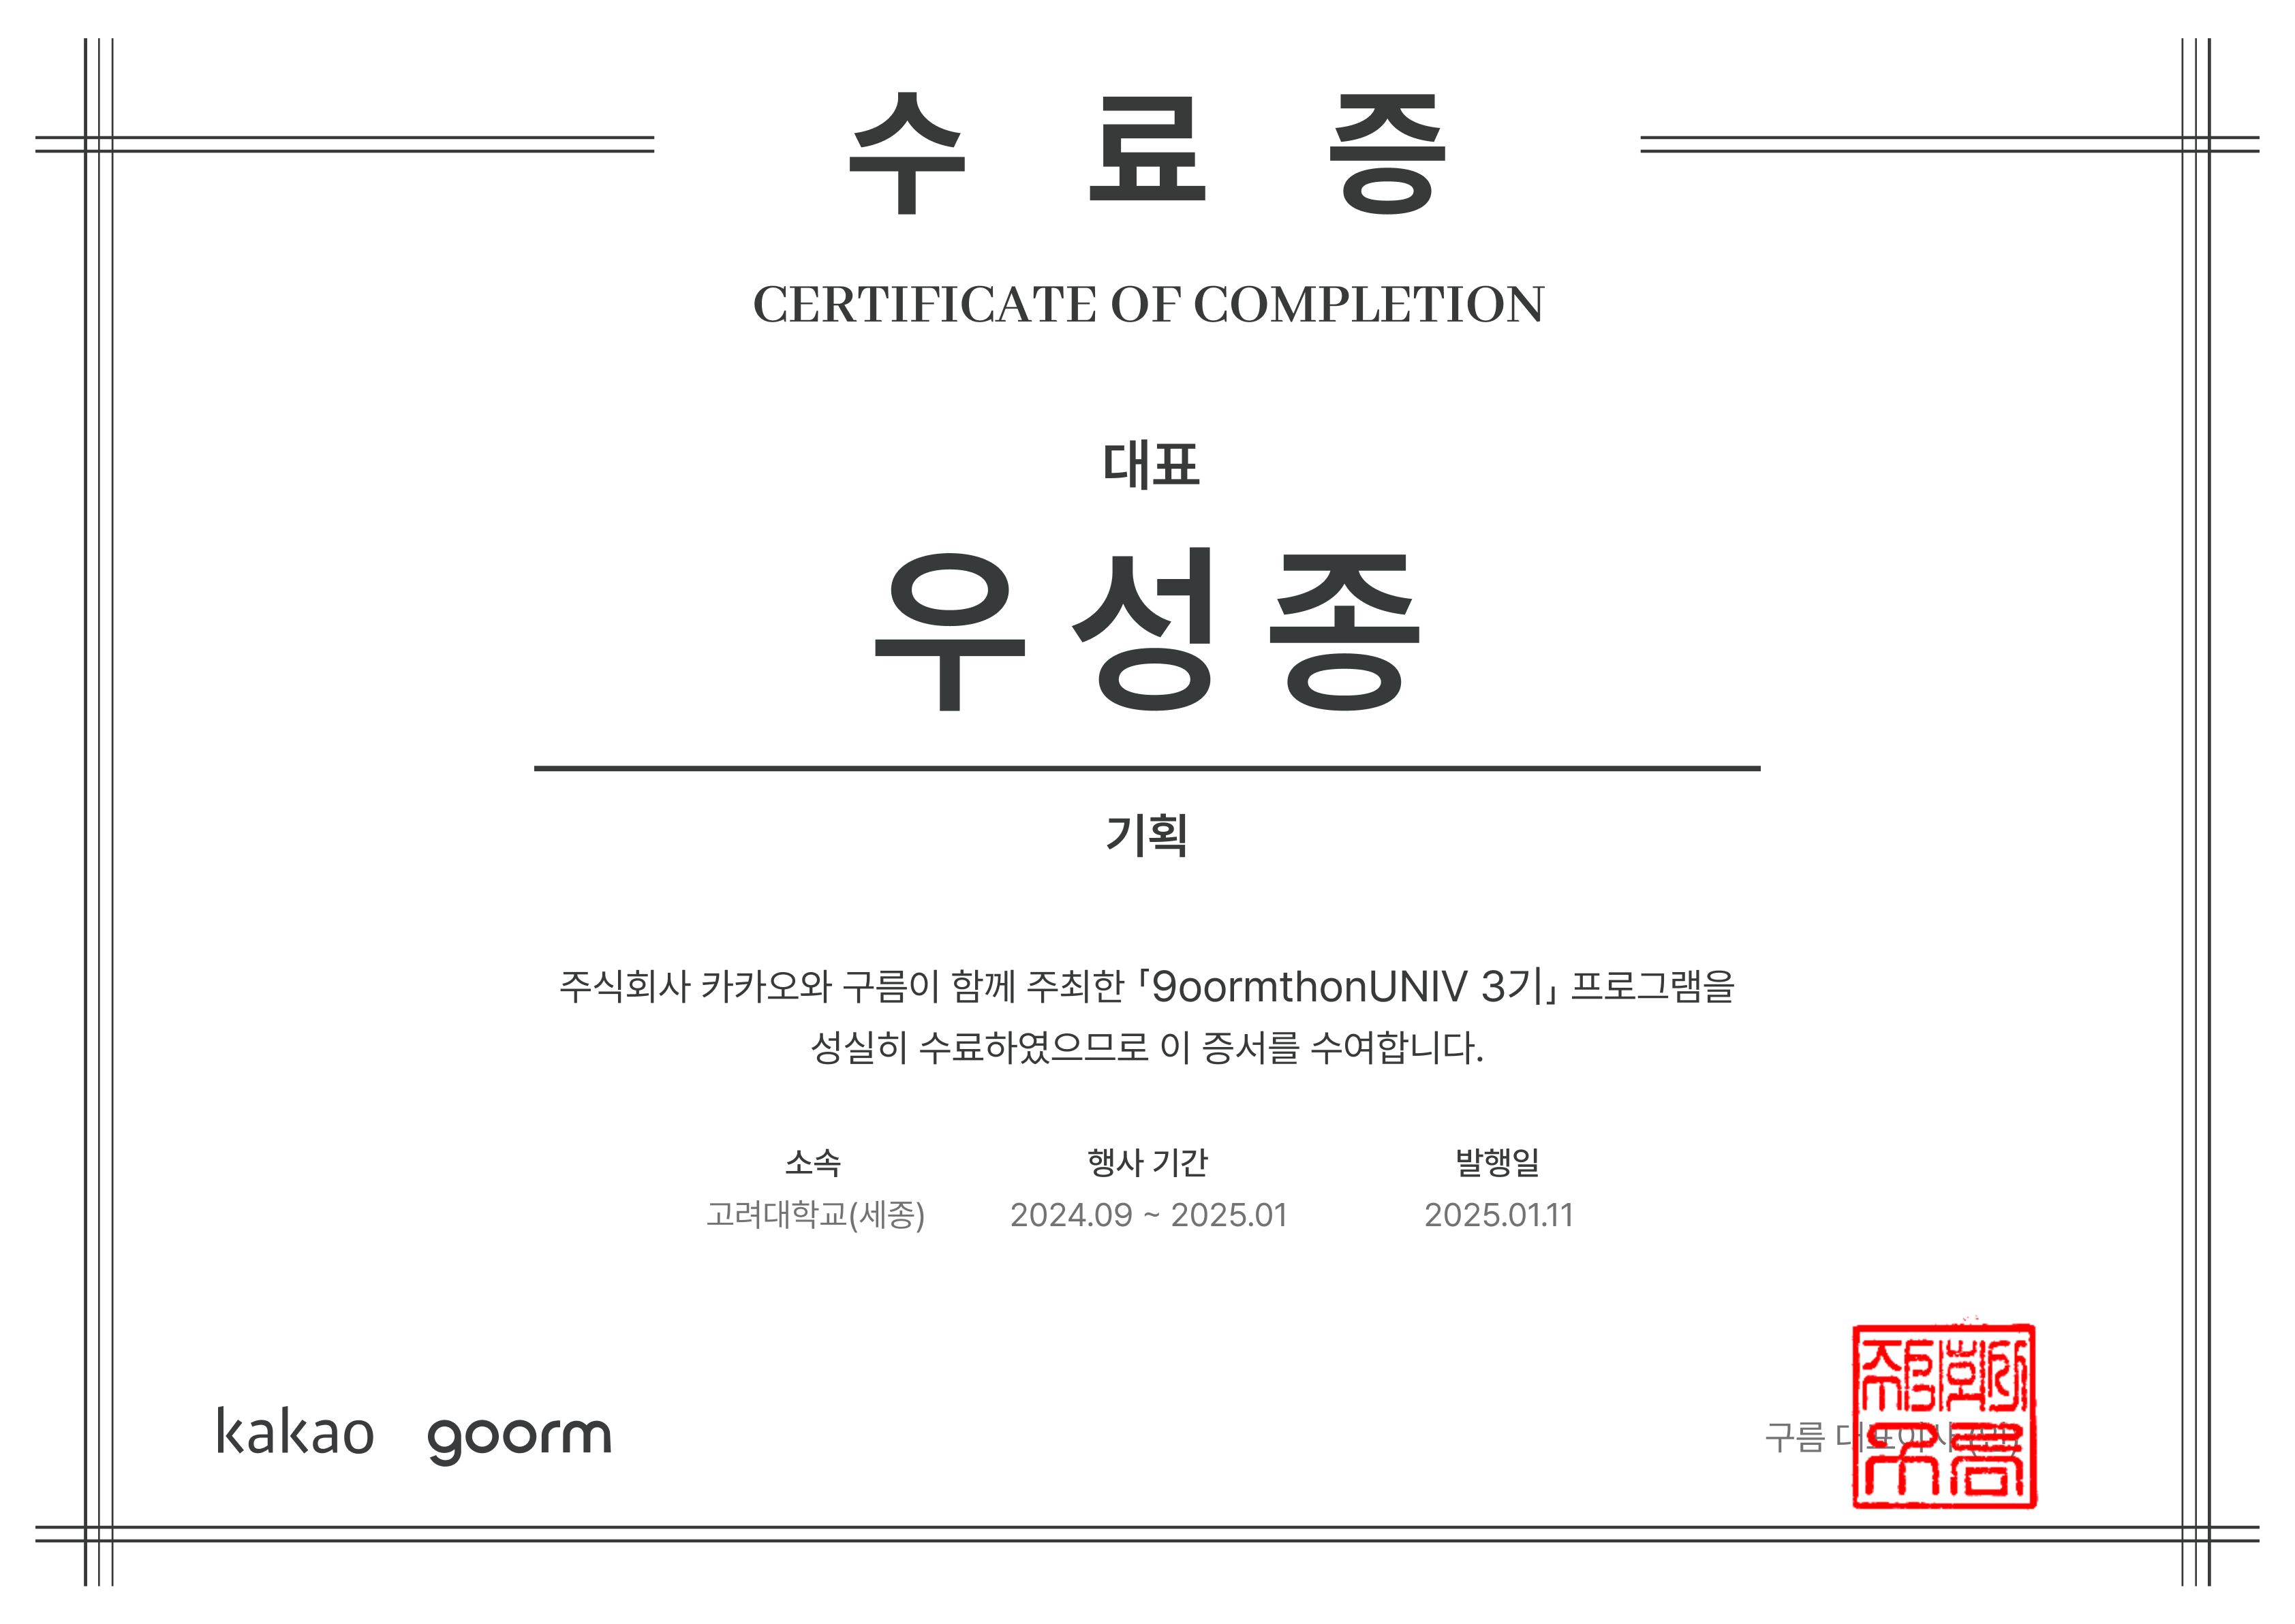 수 료 증
CERTIFICATE OF COMPLETION
대표
우성종
기획
주식회사 카카오와 구름이 함께 주최한 「9oormthonUNIV 3기」 프로그램을
성실히 수료하였으므로 이 증서를 수여합니다.
소속 행사 기간 발행일
고려대학교(세종) 2024.09 ~ 2025.01 2025.01.11
kakao goorm
구름 대표이사